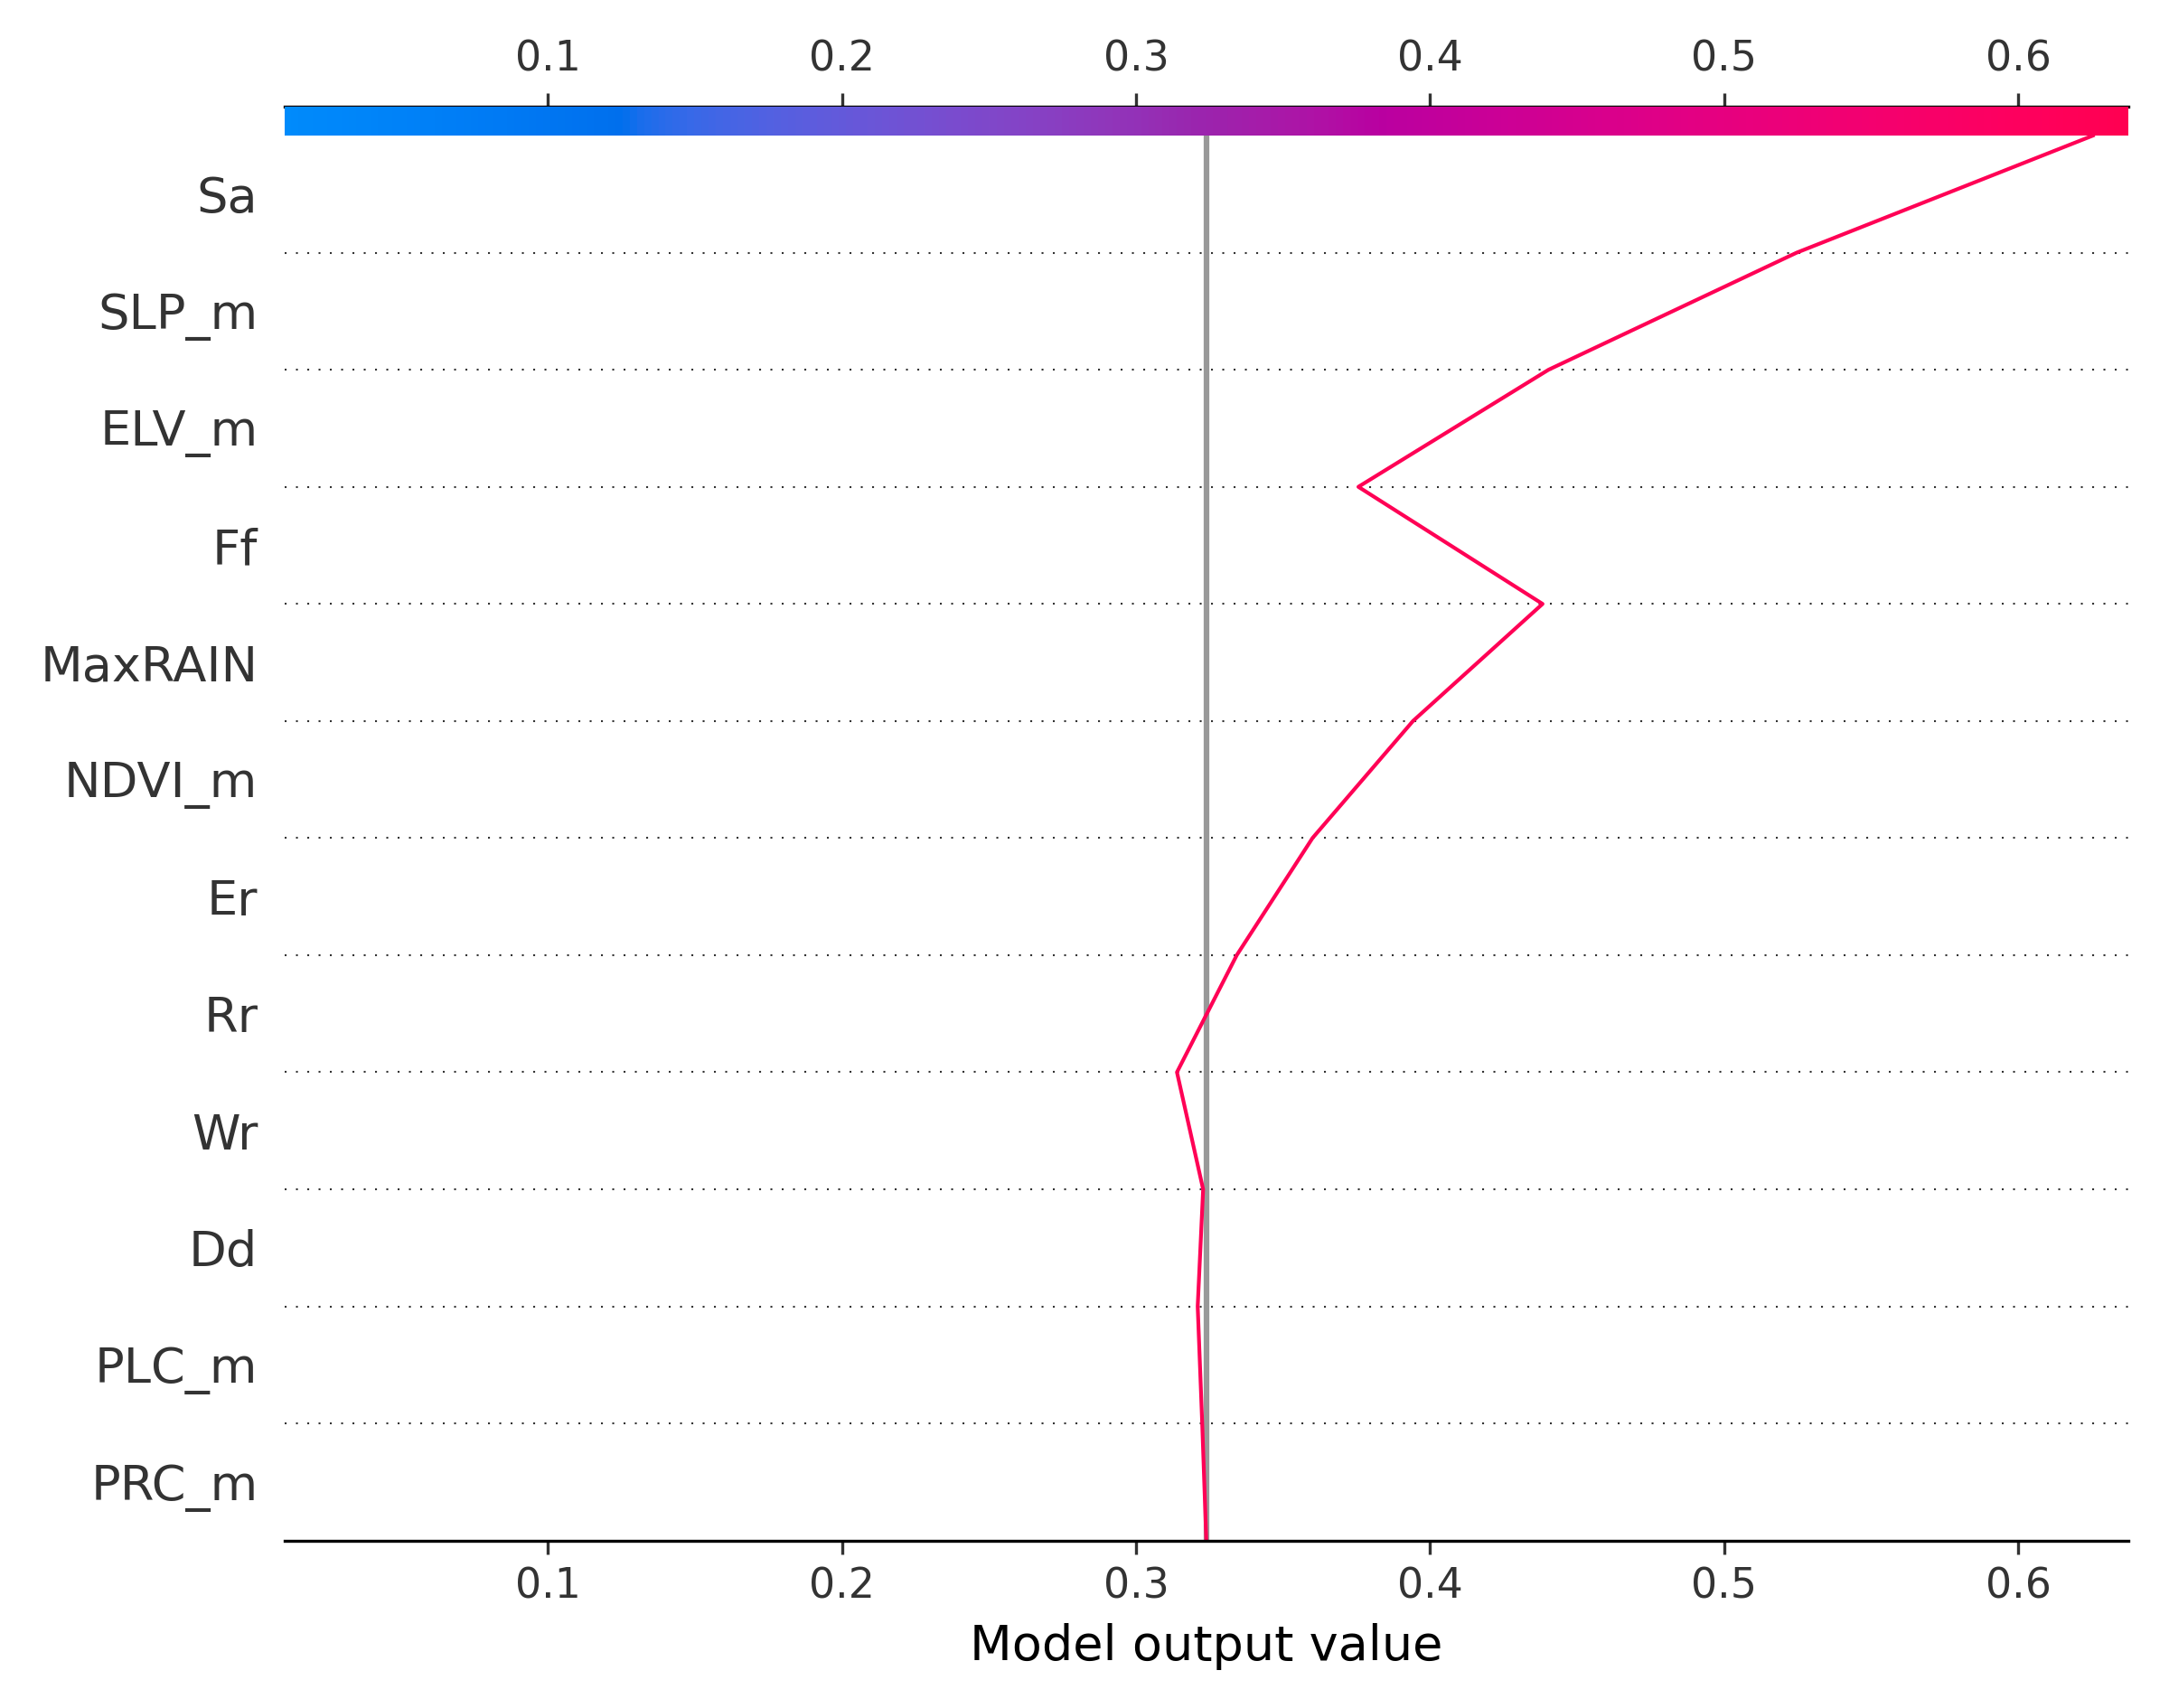 0.1 0.2 0.3 0.4 0.5 0.6
Sa
SLP_m
ELV_m
Ff
MaxRAIN
NDVI_m
Er
Rr
Wr
Dd
PLC_m
PRC_m
0.1 0.2 0.3 0.4 0.5 0.6
Model output value